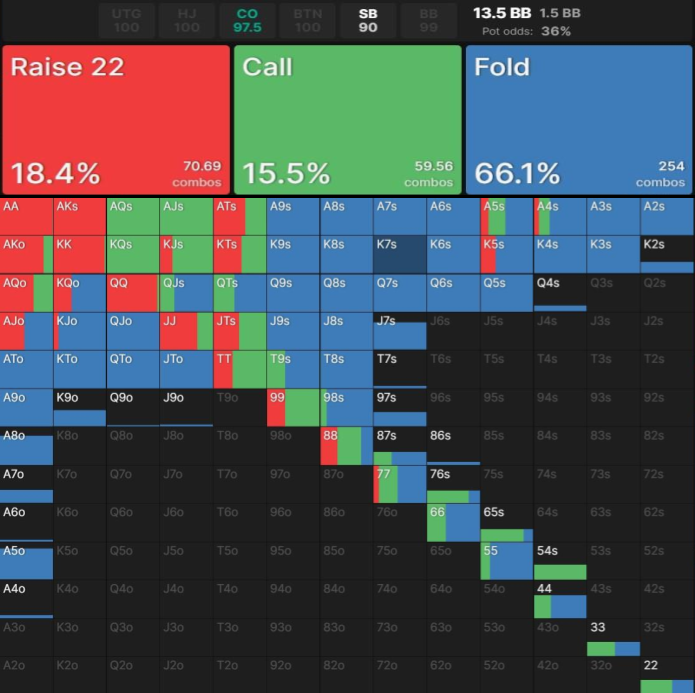 UTG HJ CO BTN SB BB 13.5 BB 1.5 BB
100 100 97.5 100 90 99 Pot odds: 36%
Raise 22 Call Fold
18.4% 70.69 combos 15.5% 59.56 combos 66.1% 254 combos
AA AKs AQs AJs ATs A9s A8s A7s A6s A5s A4s A3s A2s
AKo KK KQs KJs KTs K9s K8s K7s K6s K5s K4s K3s K2s
AQo KQo QQ QJs QTs Q9s Q8s Q7s Q6s Q5s Q4s Q3s Q2s
AJo KJo QJo JJ JTs J9s J8s J7s J6s J5s J4s J3s J2s
ATo KTo QTo JTo TT T9s T8s T7s T6s T5s T4s T3s T2s
A9o K9o Q9o J9o T9o 99 98s 97s 96s 95s 94s 93s 92s
A8o K8o Q8o J8o T8o 98o 88 87s 86s 85s 84s 83s 82s
A7o K7o Q7o J7o T7o 97o 87o 77 76s 75s 74s 73s 72s
A6o K6o Q6o J6o T6o 96o 86o 76o 66 65s 64s 63s 62s
A5o K5o Q5o J5o T5o 95o 85o 75o 65o 55 54s 53s 52s
A4o K4o Q4o J4o T4o 94o 84o 74o 64o 54o 44 43s 42s
A3o K3o Q3o J3o T3o 93o 83o 73o 63o 53o 43o 33 32s
A2o K2o Q2o J2o T2o 92o 82o 72o 62o 52o 42o 32o 22